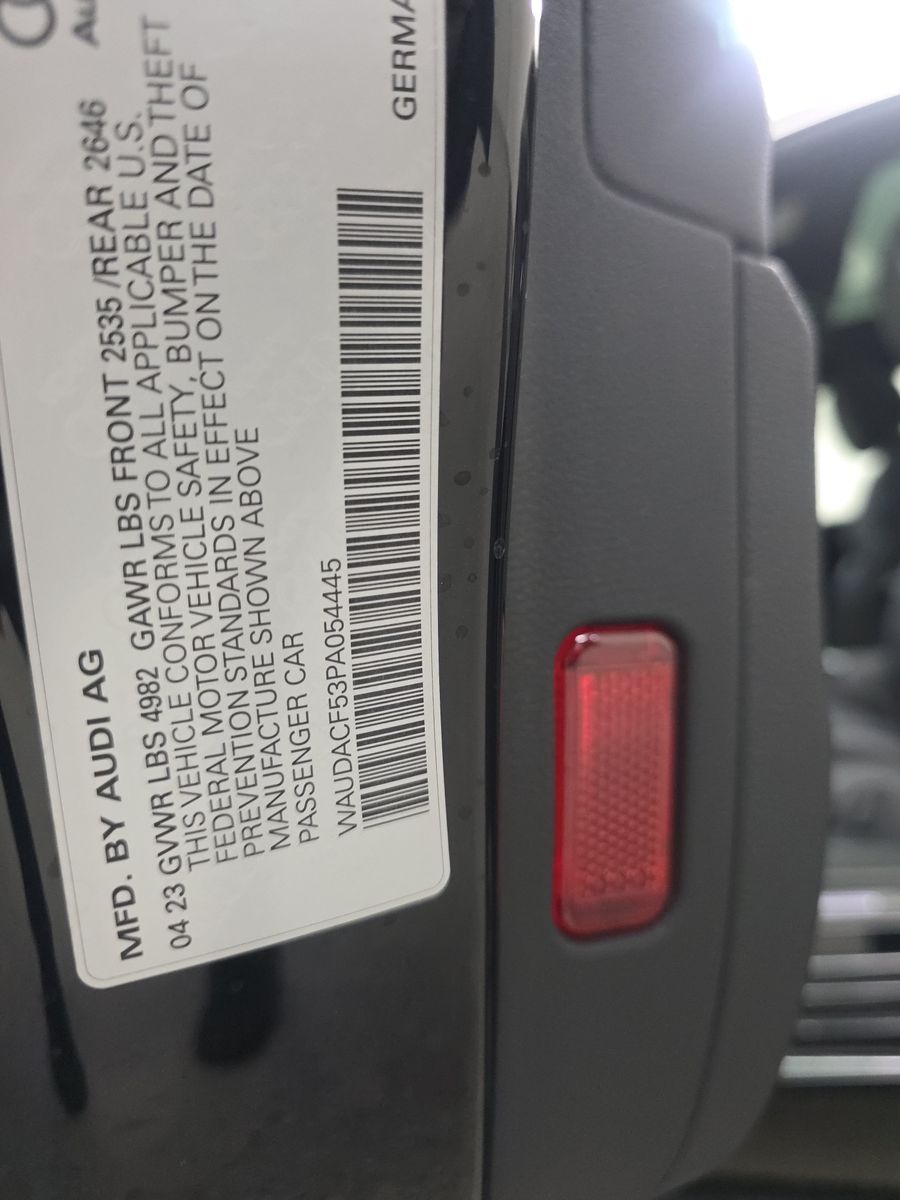 MFD. BY AUDI AG
04 23 GVWR LBS 4982 GAWR LBS FRONT 2535 /REAR 2646
THIS VEHICLE CONFORMS TO ALL APPLICABLE U.S.
FEDERAL MOTOR VEHICLE SAFETY, BUMPER AND THEFT
PREVENTION STANDARDS IN EFFECT ON THE DATE OF
MANUFACTURE SHOWN ABOVE
PASSENGER CAR
WAUDACF53PA054445